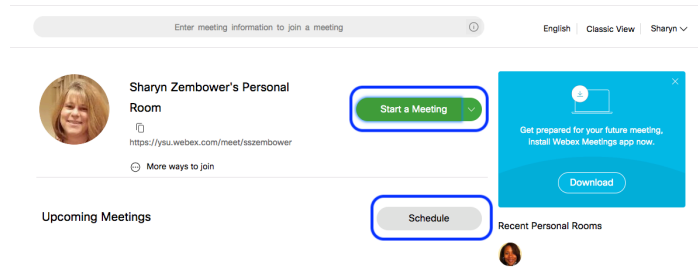 Enter meeting information to join a meeting
English
Classic View
Sharyn
Sharyn Zembower's Personal
Room
https://ysu.webex.com/meet/sszembower
More ways to join
Start a Meeting
Get prepared for your future meeting,
Install Webex Meetings app now.
Download
Upcoming Meetings
Schedule
Recent Personal Rooms